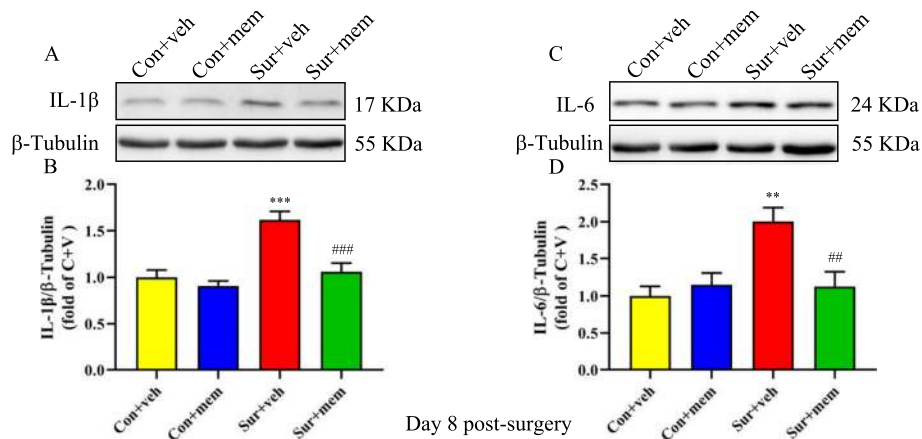 A
Con+veh
Con+mem
Sur+veh
Sur+mem
IL-1β
17 KDa
β-Tubulin
55 KDa
B
IL-1β/β-Tubulin
(fold of C+V )
2.0
1.5
1.0
0.5
0.0
***
###
Con+veh
Con+mem
Sur+veh
Sur+mem
C
Con+veh
Con+mem
Sur+veh
Sur+mem
IL-6
24 KDa
β-Tubulin
55 KDa
D
IL-6/β-Tubulin
(fold of C+V )
2.5
2.0
1.5
1.0
0.5
0.0
**
##
Con+veh
Con+mem
Sur+veh
Sur+mem
Day 8 post-surgery